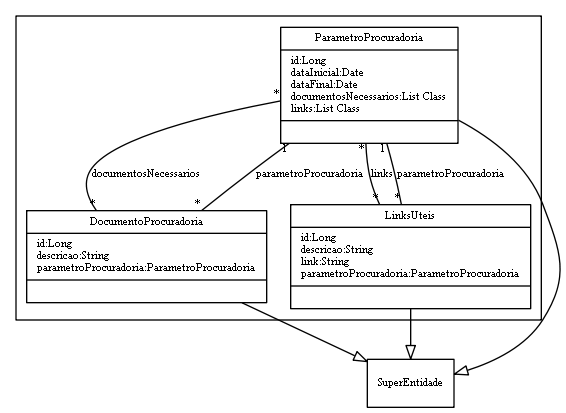 ParametroProcuradoria
id:Long
dataInicial:Date
dataFinal:Date
documentosNecessarios:List Class
links:List Class
*
1
*
1
documentosNecessarios
parametroProcuradoria
links
parametroProcuradoria
*
*
*
*
DocumentoProcuradoria
id:Long
descricao:String
parametroProcuradoria:ParametroProcuradoria
LinksUteis
id:Long
descricao:String
link:String
parametroProcuradoria:ParametroProcuradoria
SuperEntidade